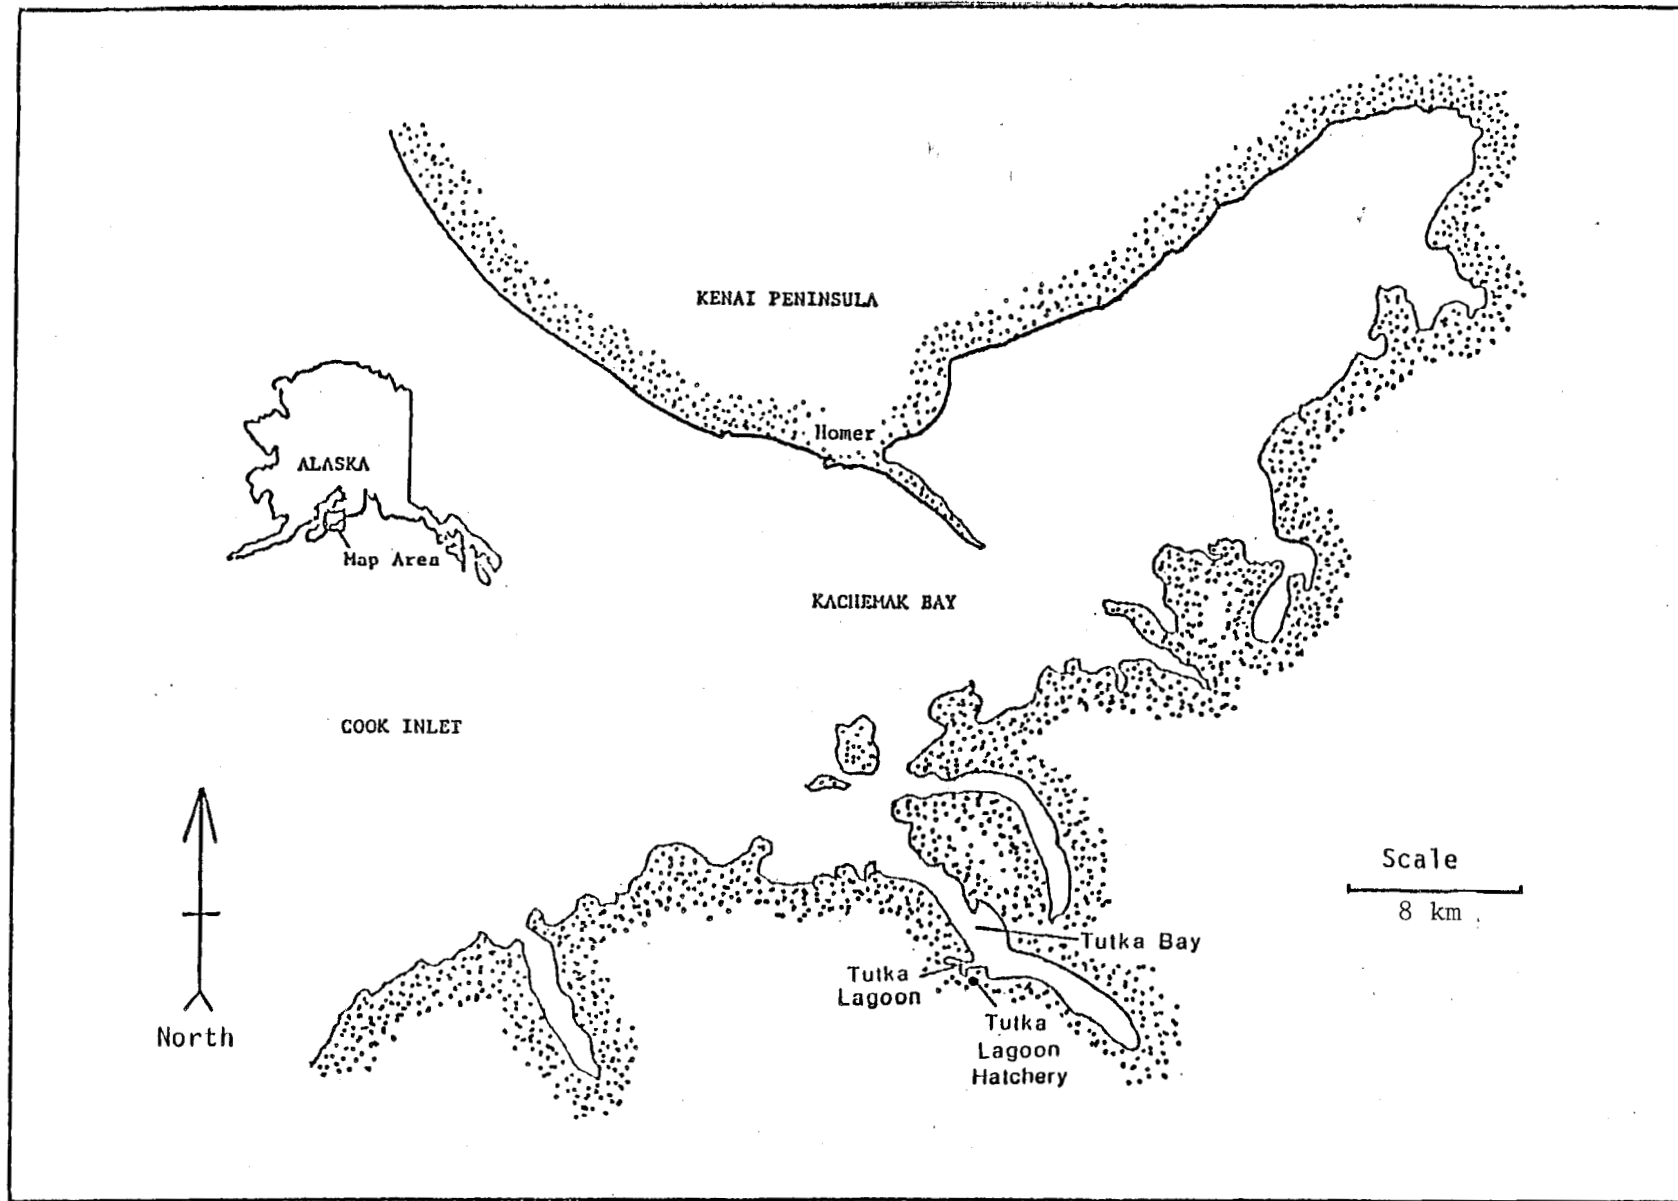 KENAI PENINSULA
Homer
ALASKA
Map Area
KACHEMAK BAY
COOK INLET
Scale
8 km
Tutka Bay
Tutka
Lagoon
Tutka
Lagoon
Hatchery
North